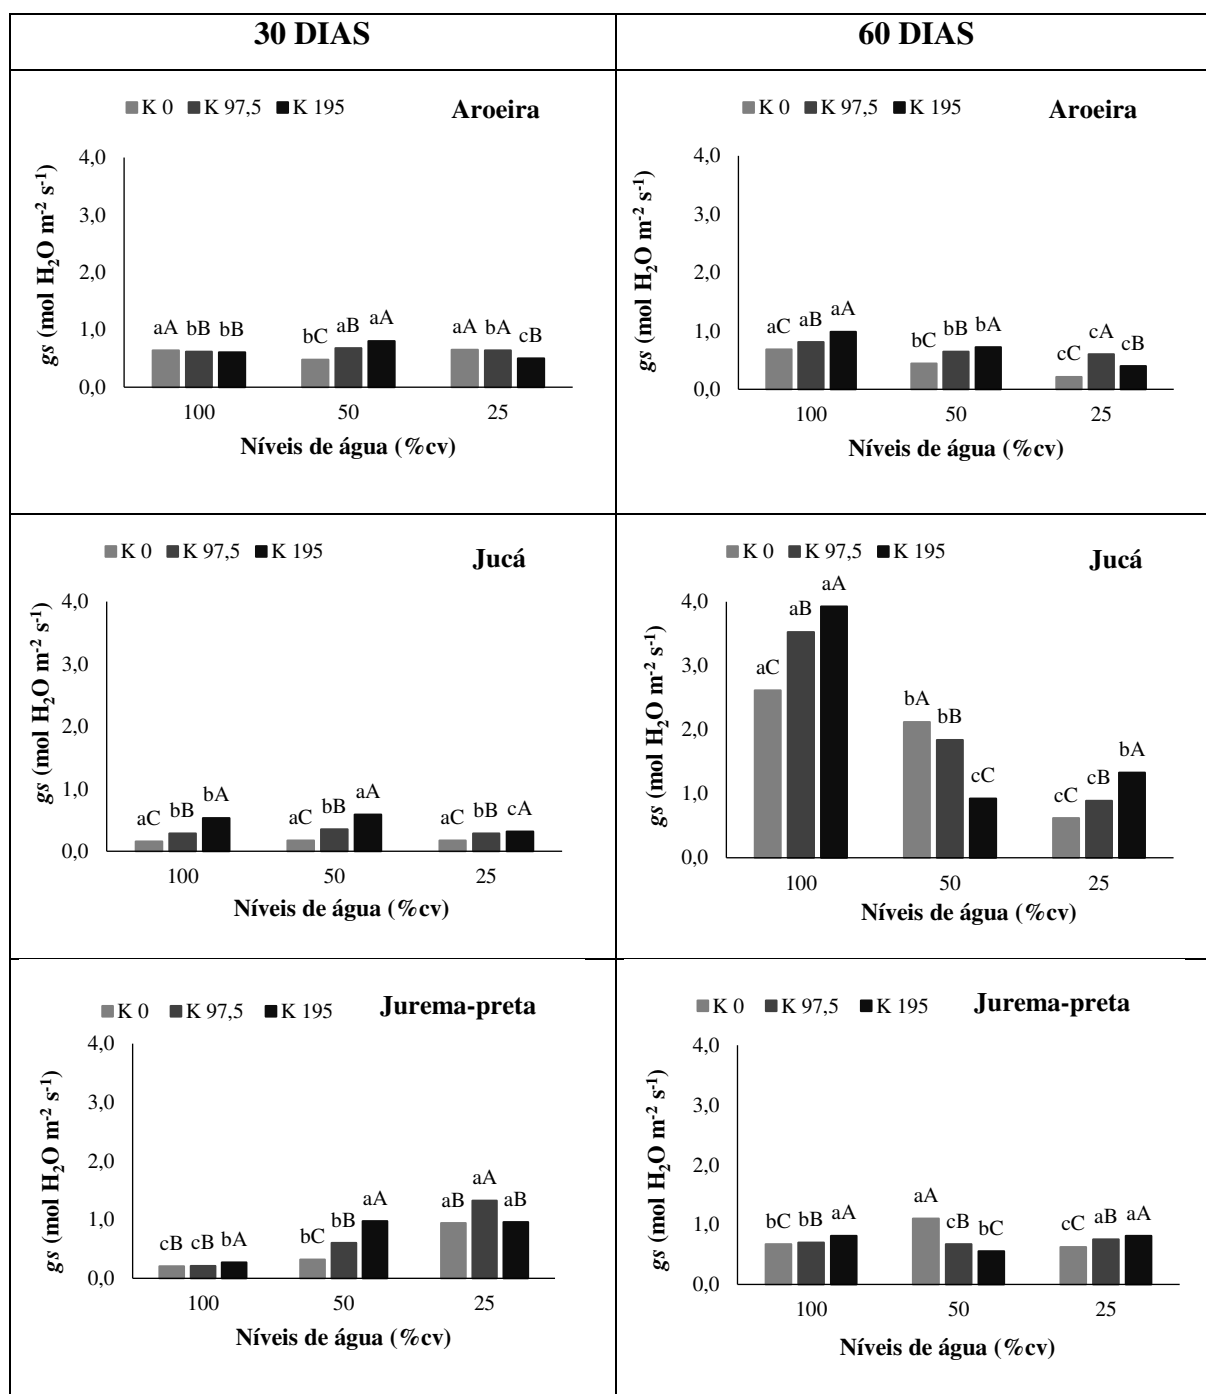 30 DIAS
60 DIAS
K 0 K 97,5 K 195 Aroeira
gs (mol H₂O m⁻² s⁻¹)
4,0
3,0
2,0
1,0
0,0
aA bB bB bC aB aA aA bA cB
100 50 25
Níveis de água (%cv)
K 0 K 97,5 K 195 Aroeira
gs (mol H₂O m⁻² s⁻¹)
4,0
3,0
2,0
1,0
0,0
aC aB aA bC bB bA cC cA cB
100 50 25
Níveis de água (%cv)
K 0 K 97,5 K 195 Jucá
gs (mol H₂O m⁻² s⁻¹)
4,0
3,0
2,0
1,0
0,0
aC bB bA aC bB aA aC bB cA
100 50 25
Níveis de água (%cv)
K 0 K 97,5 K 195 Jucá
gs (mol H₂O m⁻² s⁻¹)
4,0
3,0
2,0
1,0
0,0
aC aB aA bA bB cC cC cB bA
100 50 25
Níveis de água (%cv)
K 0 K 97,5 K 195 Jurema-preta
gs (mol H₂O m⁻² s⁻¹)
4,0
3,0
2,0
1,0
0,0
cB cB bA bC bB aA aB aA aB
100 50 25
Níveis de água (%cv)
K 0 K 97,5 K 195 Jurema-preta
gs (mol H₂O m⁻² s⁻¹)
4,0
3,0
2,0
1,0
0,0
bC bB aA aA cB bC cC aB aA
100 50 25
Níveis de água (%cv)